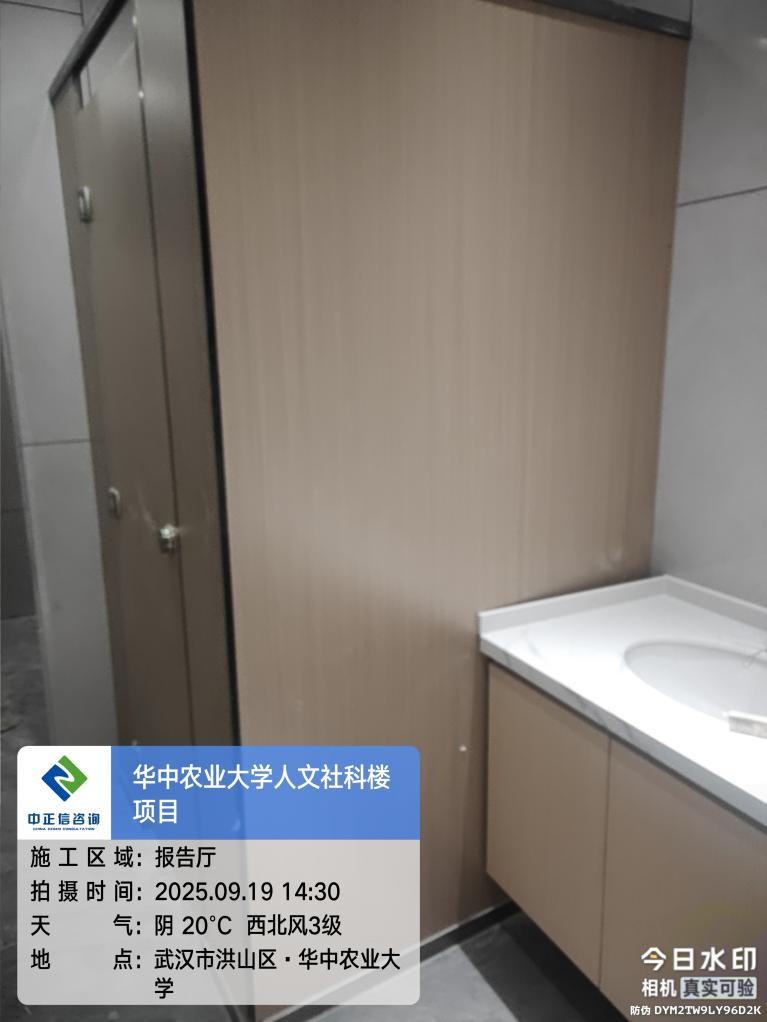 中正信咨询
华中农业大学人文社科楼
项目
施工区域：报告厅
拍摄时间：2025.09.19 14:30
天气：阴 20℃ 西北风3级
地点：武汉市洪山区·华中农业大
学
今日水印
相机 真实可验
防伪 DYM2TW9LY96D2K